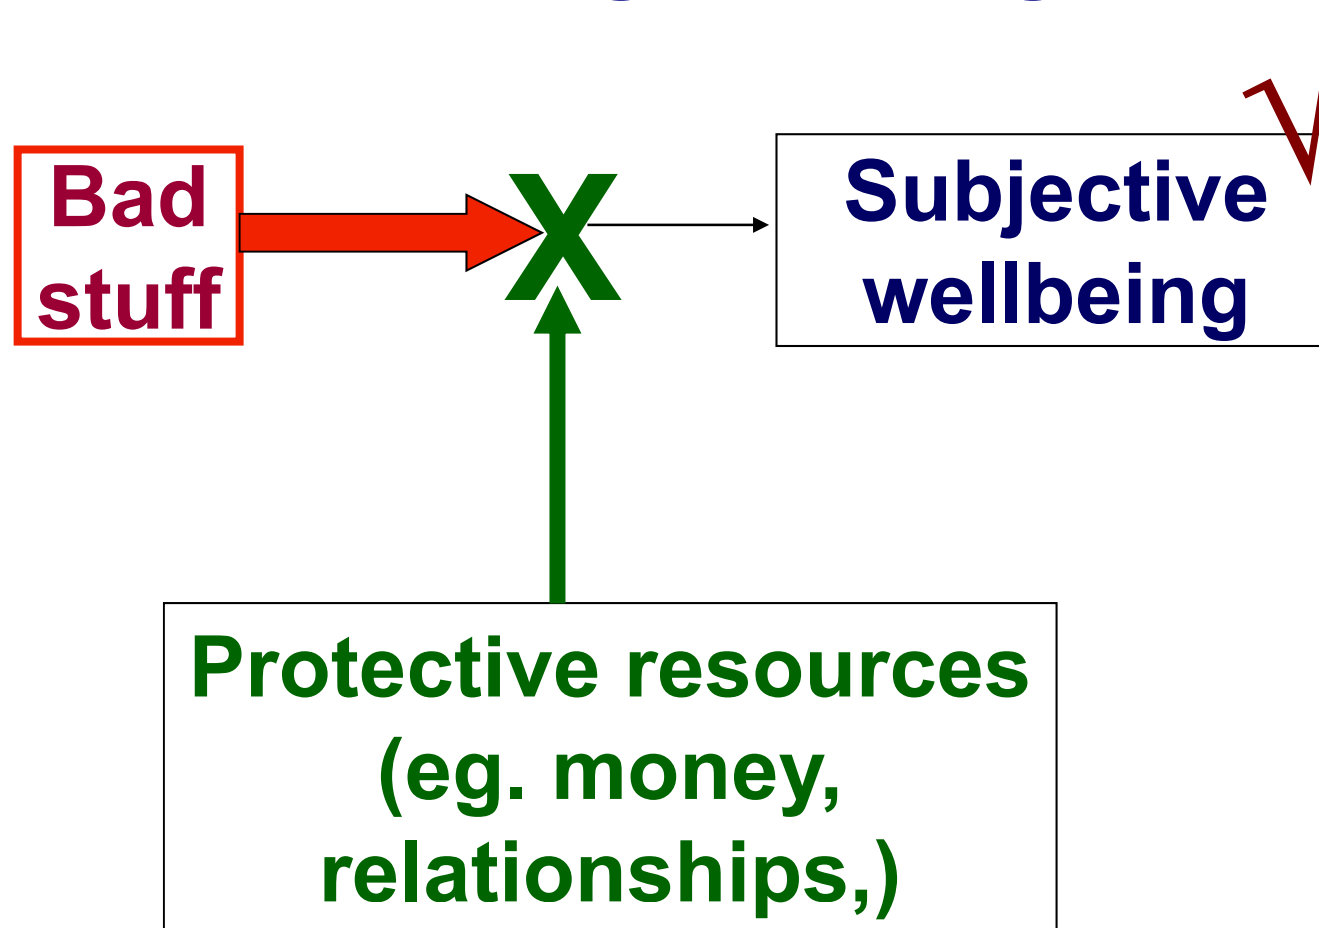 Bad
stuff
X
Subjective
wellbeing
√
Protective resources
(eg. money,
relationships,)